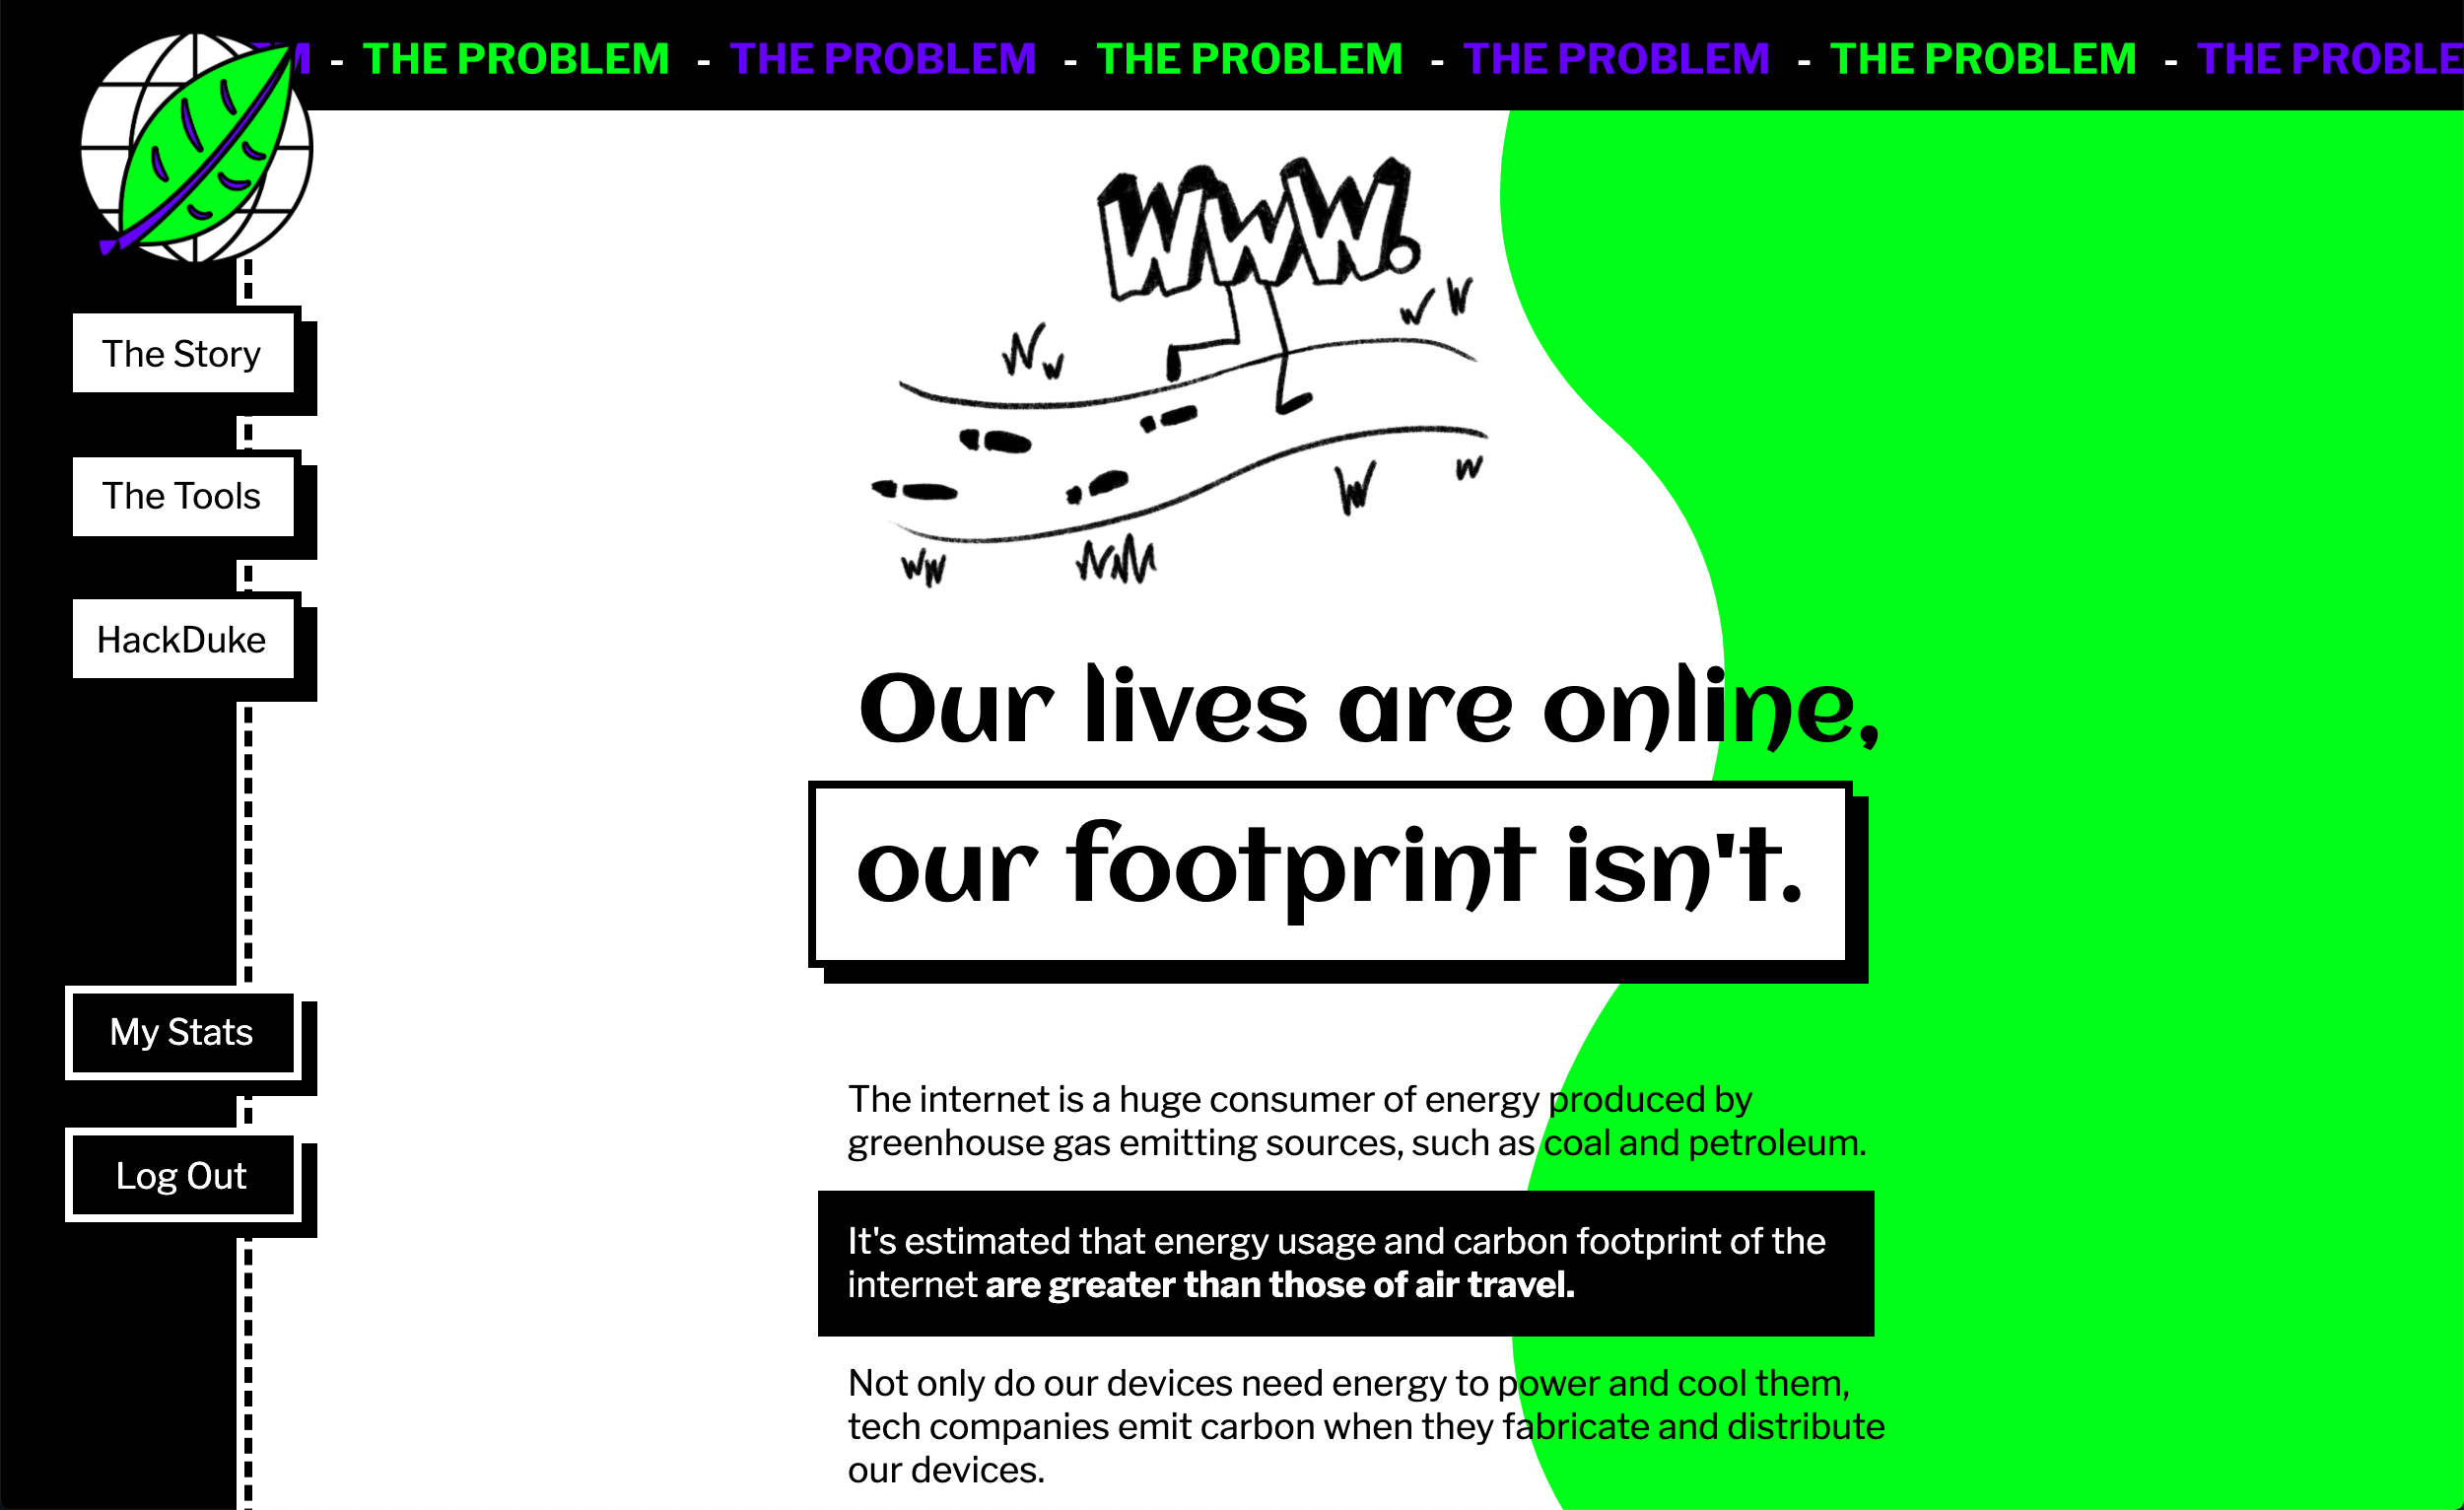 M - THE PROBLEM - THE PROBLEM - THE PROBLEM - THE PROBLEM - THE PROBLEM - THE PROBLE
WWW.
The Story
The Tools
HackDuke
My Stats
Log Out
Our lives are online,
our footprint isn't.
The internet is a huge consumer of energy produced by
greenhouse gas emitting sources, such as coal and petroleum.
It's estimated that energy usage and carbon footprint of the
internet are greater than those of air travel.
Not only do our devices need energy to power and cool them,
tech companies emit carbon when they fabricate and distribute
our devices.